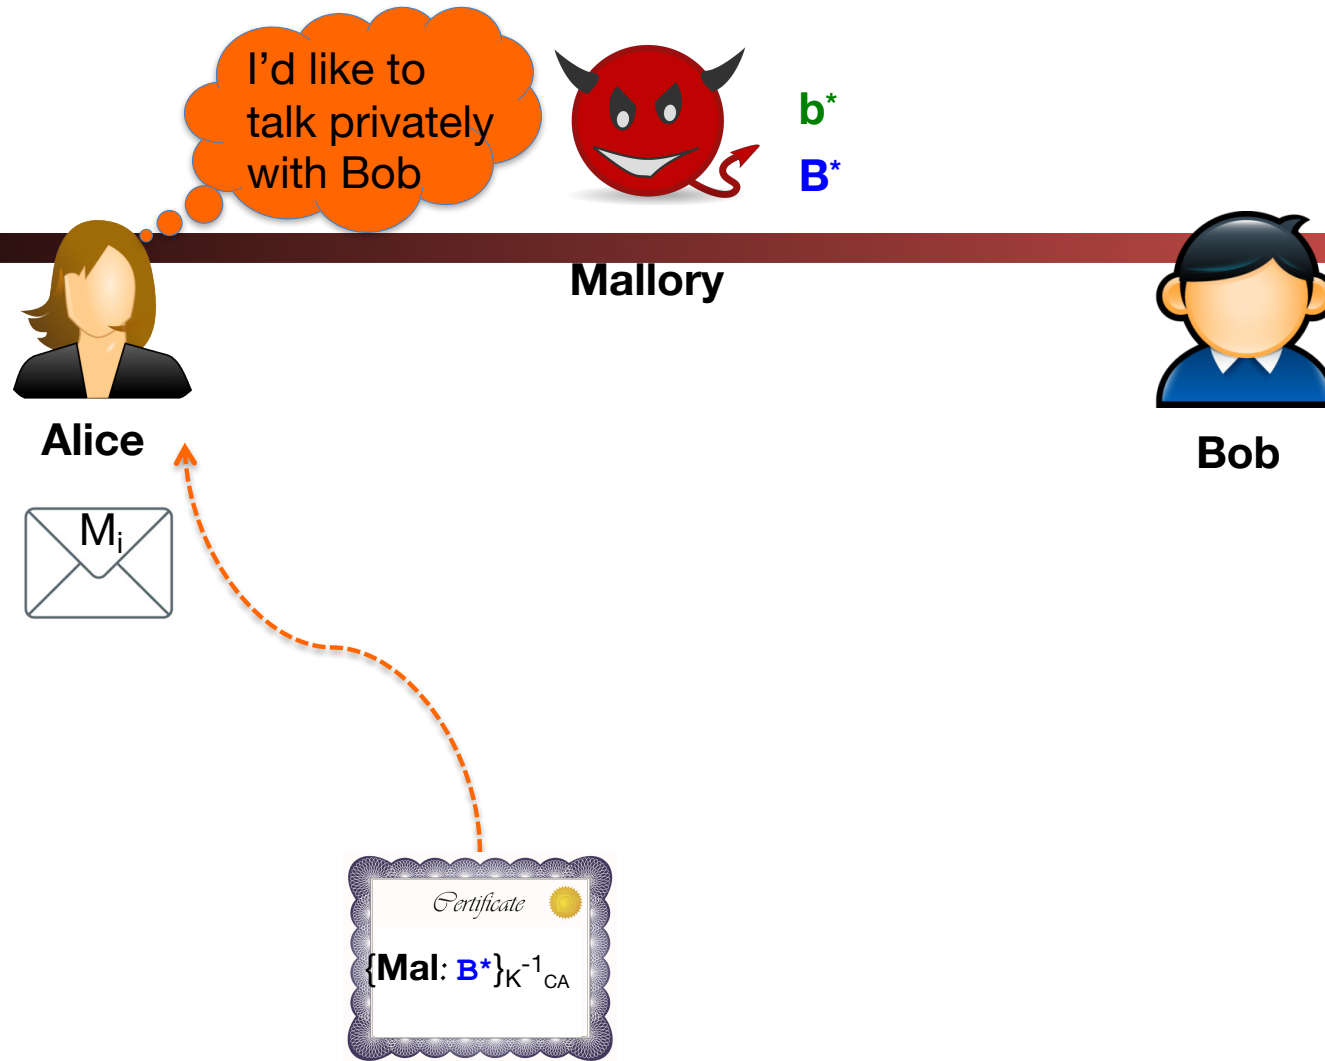 I’d like to
talk privately
with Bob
b*
B*
Mallory
Alice
Bob
Mi
Certificate
{Mal: B*}K-1CA